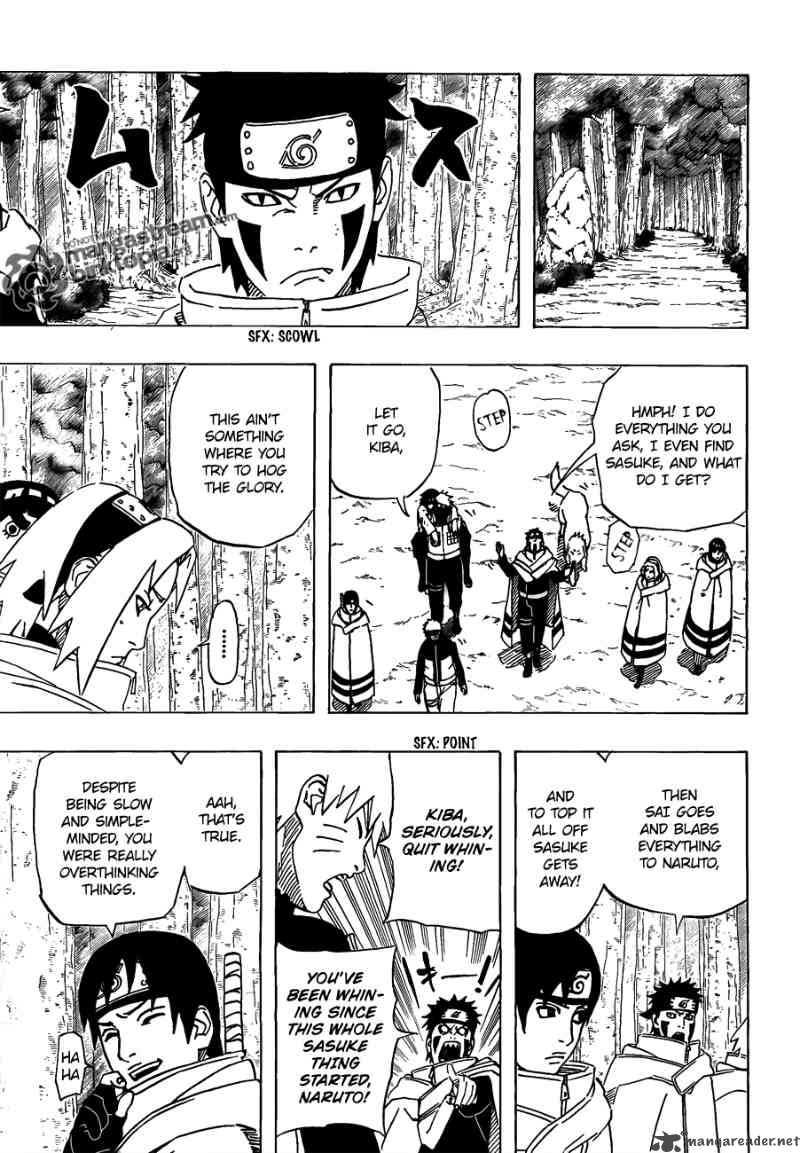 ムス
SFX: SCOWL
HMPH! I DO
EVERYTHING YOU
ASK, I EVEN FIND
SASUKE, AND WHAT
DO I GET?
STEP
STEP
LET
IT GO,
KIBA,
THIS AIN'T
SOMETHING
WHERE YOU
TRY TO HOG
THE GLORY.
......
SFX: POINT
THEN
SAI GOES
AND BLABS
EVERYTHING
TO NARUTO,
AND
TO TOP IT
ALL OFF
SASUKE
GETS
AWAY!
KIBA,
SERIOUSLY,
QUIT WHIN-
ING!
YOU'VE
BEEN WHIN-
ING SINCE
THIS WHOLE
SASUKE
THING
STARTED,
NARUTO!
AAH,
THAT'S
TRUE.
DESPITE
BEING SLOW
AND SIMPLE-
MINDED, YOU
WERE REALLY
OVERTHINKING
THINGS.
HA
HA
mangastream.com
mangareader.net